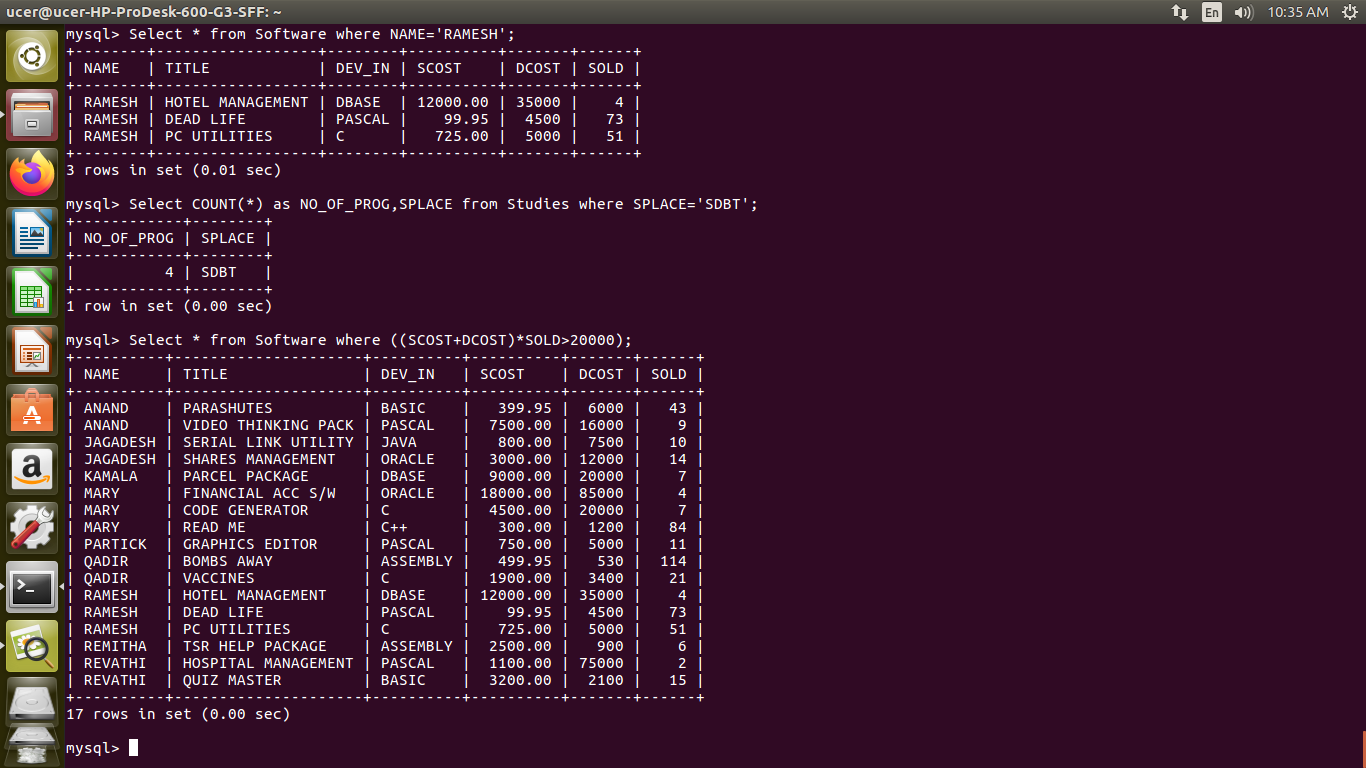 ucer@ucer-HP-ProDesk-600-G3-SFF: ~ En 10:35 AM
mysql> Select * from Software where NAME='RAMESH';
+--------+------------------+--------+----------+-------+------+
| NAME   | TITLE            | DEV_IN | SCOST    | DCOST | SOLD |
+--------+------------------+--------+----------+-------+------+
| RAMESH | HOTEL MANAGEMENT | DBASE  | 12000.00 | 35000 |    4 |
| RAMESH | DEAD LIFE        | PASCAL |    99.95 |  4500 |   73 |
| RAMESH | PC UTILITIES     | C      |   725.00 |  5000 |   51 |
+--------+------------------+--------+----------+-------+------+
3 rows in set (0.01 sec)
mysql> Select COUNT(*) as NO_OF_PROG,SPLACE from Studies where SPLACE='SDBT';
+------------+--------+
| NO_OF_PROG | SPLACE |
+------------+--------+
|          4 | SDBT   |
+------------+--------+
1 row in set (0.00 sec)
mysql> Select * from Software where ((SCOST+DCOST)*SOLD>20000);
+----------+---------------------+----------+----------+-------+------+
| NAME     | TITLE               | DEV_IN   | SCOST    | DCOST | SOLD |
+----------+---------------------+----------+----------+-------+------+
| ANAND    | PARASHUTES          | BASIC    |   399.95 |  6000 |   43 |
| ANAND    | VIDEO THINKING PACK | PASCAL   |  7500.00 | 16000 |    9 |
| JAGADESH | SERIAL LINK UTILITY | JAVA     |   800.00 |  7500 |   10 |
| JAGADESH | SHARES MANAGEMENT   | ORACLE   |  3000.00 | 12000 |   14 |
| KAMALA   | PARCEL PACKAGE      | DBASE    |  9000.00 | 20000 |    7 |
| MARY     | FINANCIAL ACC S/W   | ORACLE   | 18000.00 | 85000 |    4 |
| MARY     | CODE GENERATOR      | C        |  4500.00 | 20000 |    7 |
| MARY     | READ ME             | C++      |   300.00 |  1200 |   84 |
| PARTICK  | GRAPHICS EDITOR     | PASCAL   |   750.00 |  5000 |   11 |
| QADIR    | BOMBS AWAY          | ASSEMBLY |   499.95 |   530 |  114 |
| QADIR    | VACCINES            | C        |  1900.00 |  3400 |   21 |
| RAMESH   | HOTEL MANAGEMENT    | DBASE    | 12000.00 | 35000 |    4 |
| RAMESH   | DEAD LIFE           | PASCAL   |    99.95 |  4500 |   73 |
| RAMESH   | PC UTILITIES        | C        |   725.00 |  5000 |   51 |
| REMITHA  | TSR HELP PACKAGE    | ASSEMBLY |  2500.00 |   900 |    6 |
| REVATHI  | HOSPITAL MANAGEMENT | PASCAL   |  1100.00 | 75000 |    2 |
| REVATHI  | QUIZ MASTER         | BASIC    |  3200.00 |  2100 |   15 |
+----------+---------------------+----------+----------+-------+------+
17 rows in set (0.00 sec)
mysql>